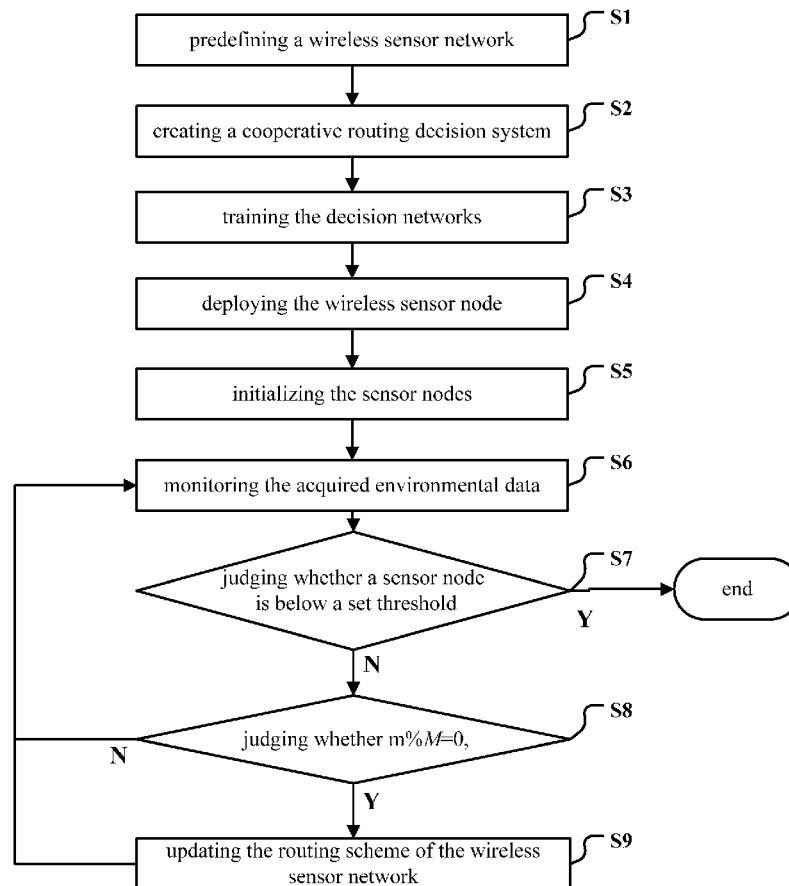 S1
predefining a wireless sensor network
S2
creating a cooperative routing decision system
S3
training the decision networks
S4
deploying the wireless sensor node
S5
initializing the sensor nodes
S6
monitoring the acquired environmental data
S7
judging whether a sensor node
is below a set threshold
end
Y
N
S8
judging whether m%M=0,
N
Y
S9
updating the routing scheme of the wireless
sensor network